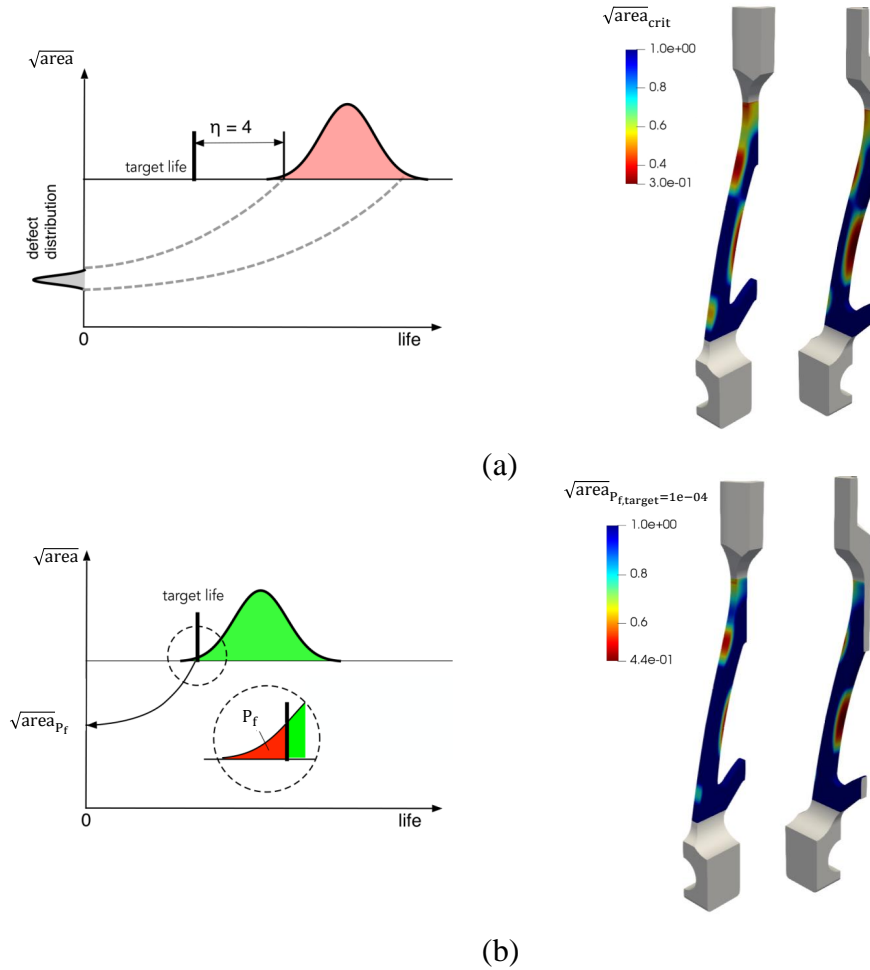 √area
η = 4
target life
defect
distribution
0
life
√area_crit
1.0e+00
0.8
0.6
0.4
3.0e-01
(a)
√area
target life
√area_Pf
Pf
0
life
√area_Pf,target=1e−04
1.0e+00
0.8
0.6
4.4e-01
(b)